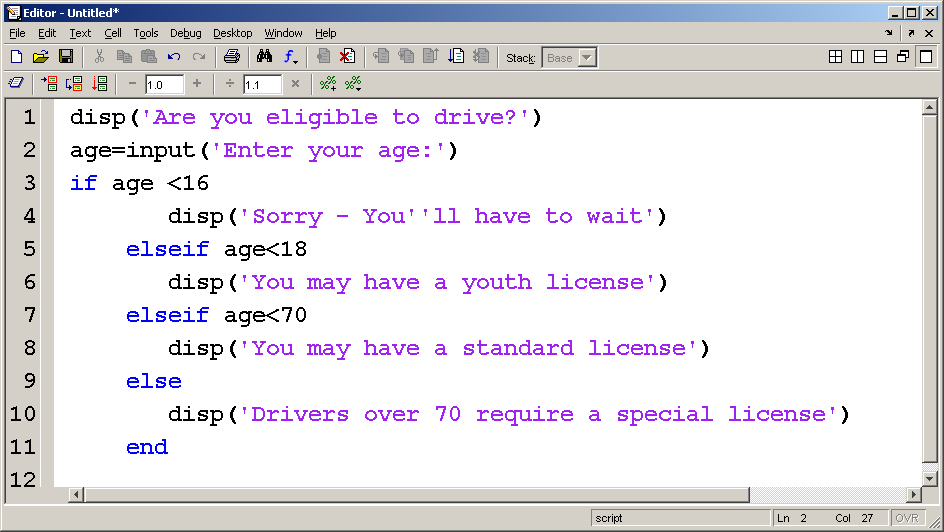 Editor - Untitled*
File Edit Text Cell Tools Debug Desktop Window Help
Stack: Base
− 1.0 + ÷ 1.1 ×
1 disp('Are you eligible to drive?')
2 age=input('Enter your age:')
3 if age <16
4 disp('Sorry - You''ll have to wait')
5 elseif age<18
6 disp('You may have a youth license')
7 elseif age<70
8 disp('You may have a standard license')
9 else
10 disp('Drivers over 70 require a special license')
11 end
12
script Ln 2 Col 27 OVR